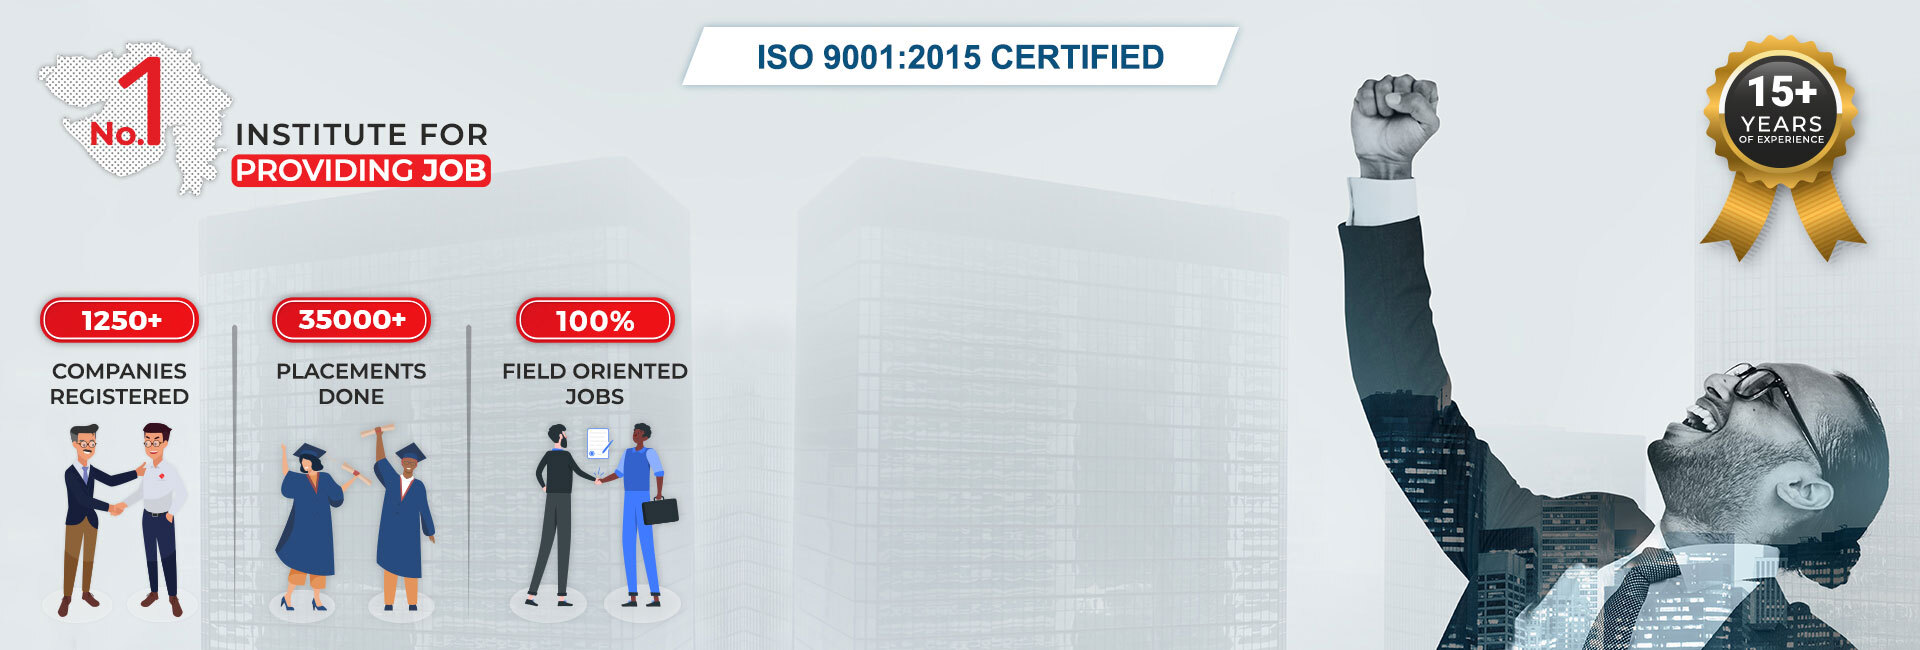 ISO 9001:2015 CERTIFIED
No.1
INSTITUTE FOR
PROVIDING JOB
15+
YEARS
OF EXPERIENCE
1250+
COMPANIES
REGISTERED
35000+
PLACEMENTS
DONE
100%
FIELD ORIENTED
JOBS